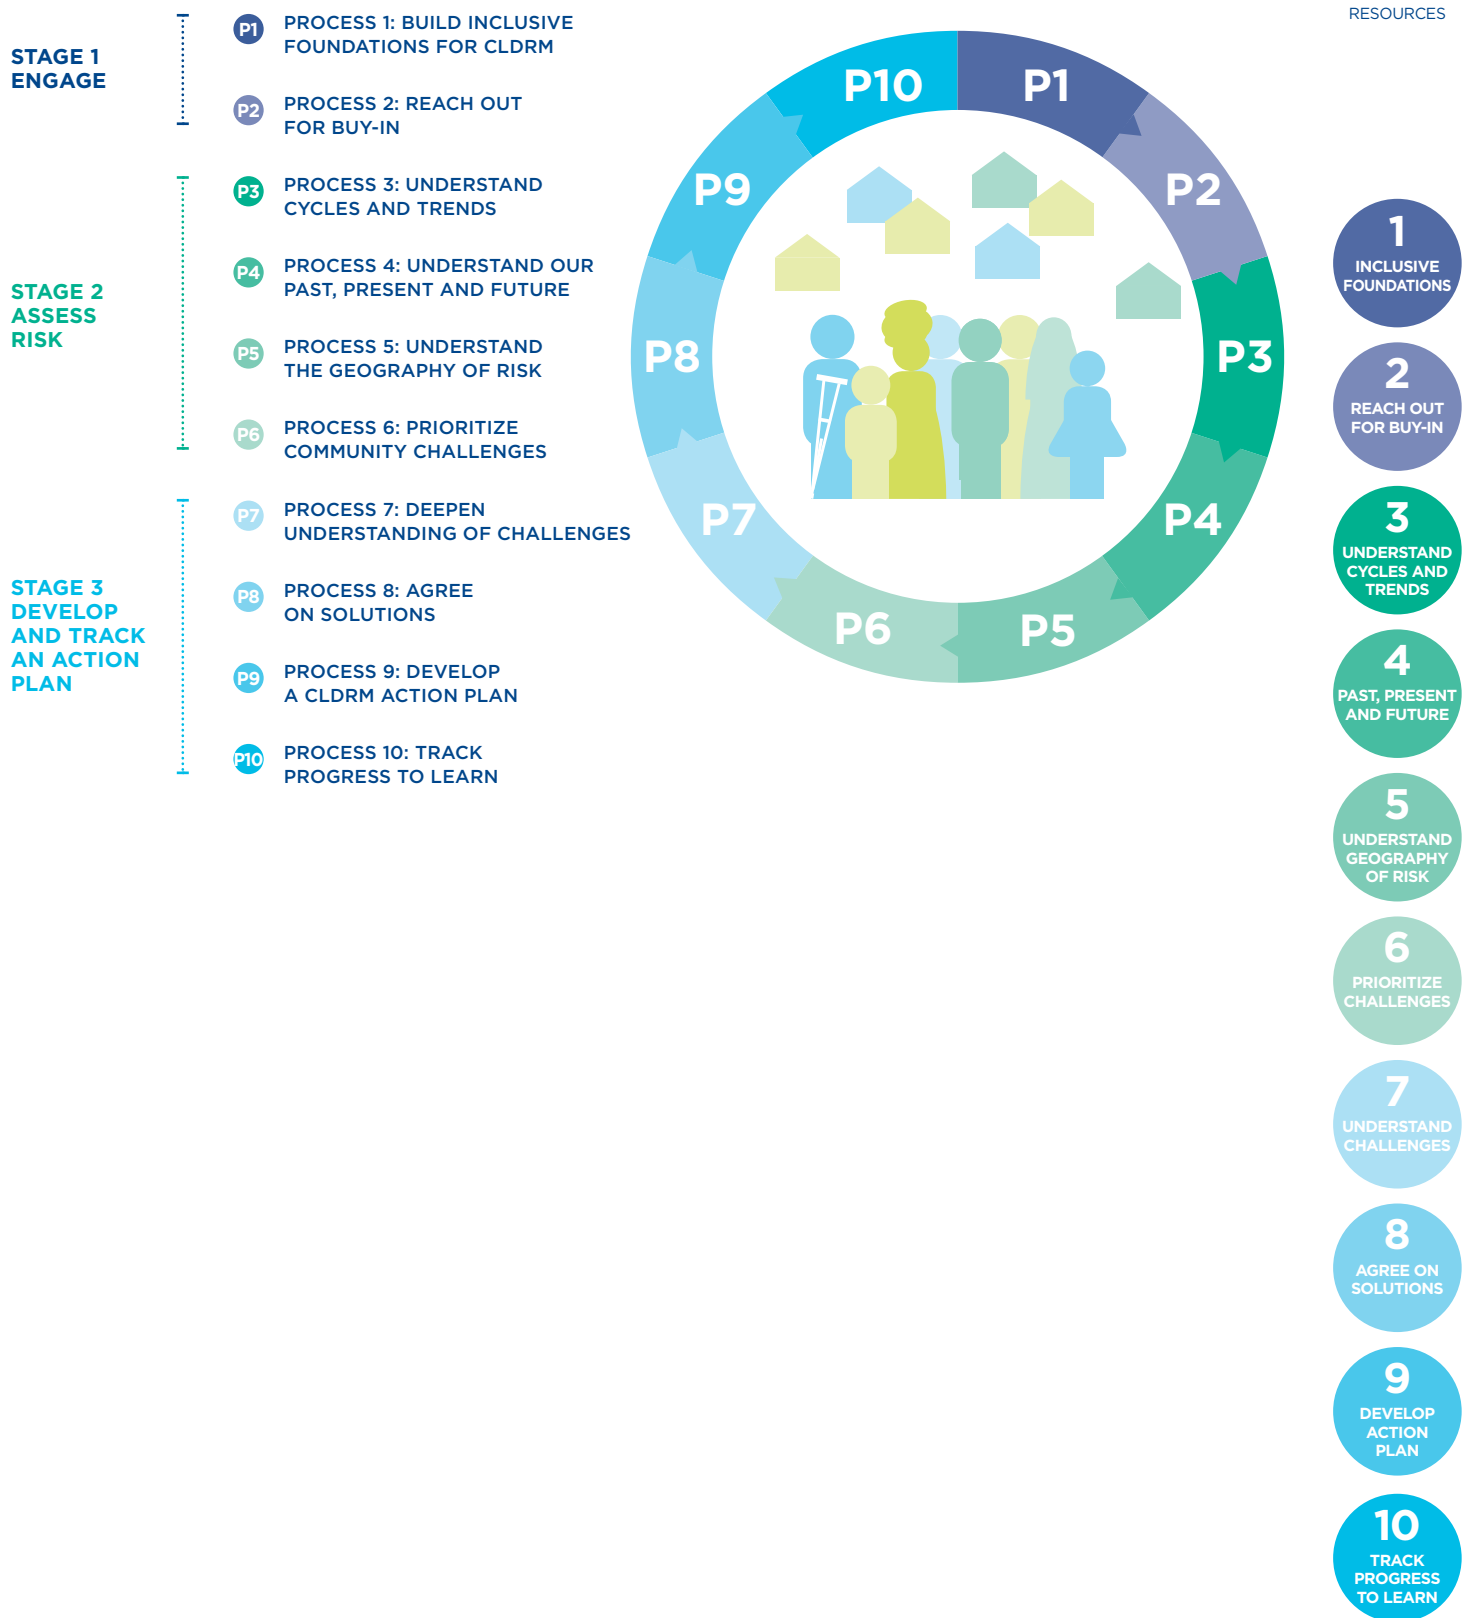 STAGE 1
ENGAGE
P1
PROCESS 1: BUILD INCLUSIVE
FOUNDATIONS FOR CLDRM
P2
PROCESS 2: REACH OUT
FOR BUY-IN
STAGE 2
ASSESS
RISK
P3
PROCESS 3: UNDERSTAND
CYCLES AND TRENDS
P4
PROCESS 4: UNDERSTAND OUR
PAST, PRESENT AND FUTURE
P5
PROCESS 5: UNDERSTAND
THE GEOGRAPHY OF RISK
P6
PROCESS 6: PRIORITIZE
COMMUNITY CHALLENGES
STAGE 3
DEVELOP
AND TRACK
AN ACTION
PLAN
P7
PROCESS 7: DEEPEN
UNDERSTANDING OF CHALLENGES
P8
PROCESS 8: AGREE
ON SOLUTIONS
P9
PROCESS 9: DEVELOP
A CLDRM ACTION PLAN
P10
PROCESS 10: TRACK
PROGRESS TO LEARN
P1
P2
P3
P4
P5
P6
P7
P8
P9
P10
RESOURCES
1
INCLUSIVE
FOUNDATIONS
2
REACH OUT
FOR BUY-IN
3
UNDERSTAND
CYCLES AND
TRENDS
4
PAST, PRESENT
AND FUTURE
5
UNDERSTAND
GEOGRAPHY
OF RISK
6
PRIORITIZE
CHALLENGES
7
UNDERSTAND
CHALLENGES
8
AGREE ON
SOLUTIONS
9
DEVELOP
ACTION
PLAN
10
TRACK
PROGRESS
TO LEARN